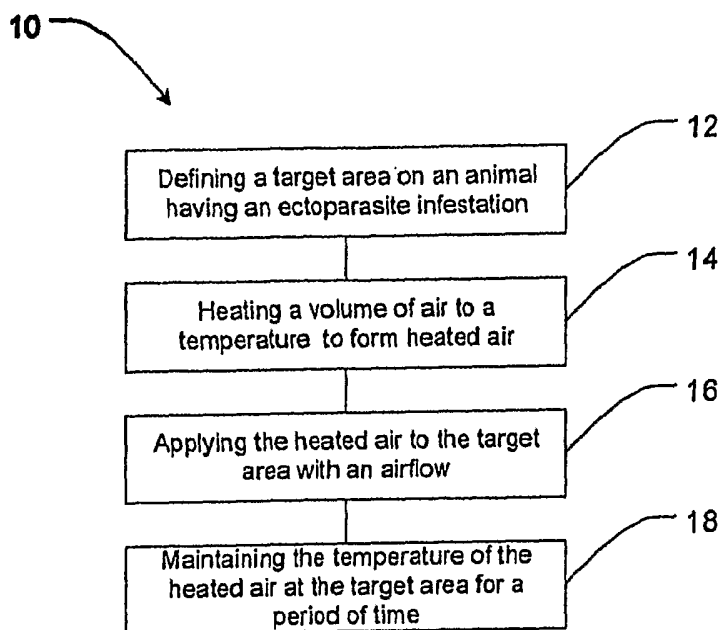 10
12
Defining a target area on an animal
having an ectoparasite infestation
14
Heating a volume of air to a
temperature to form heated air
16
Applying the heated air to the target
area with an airflow
18
Maintaining the temperature of the
heated air at the target area for a
period of time